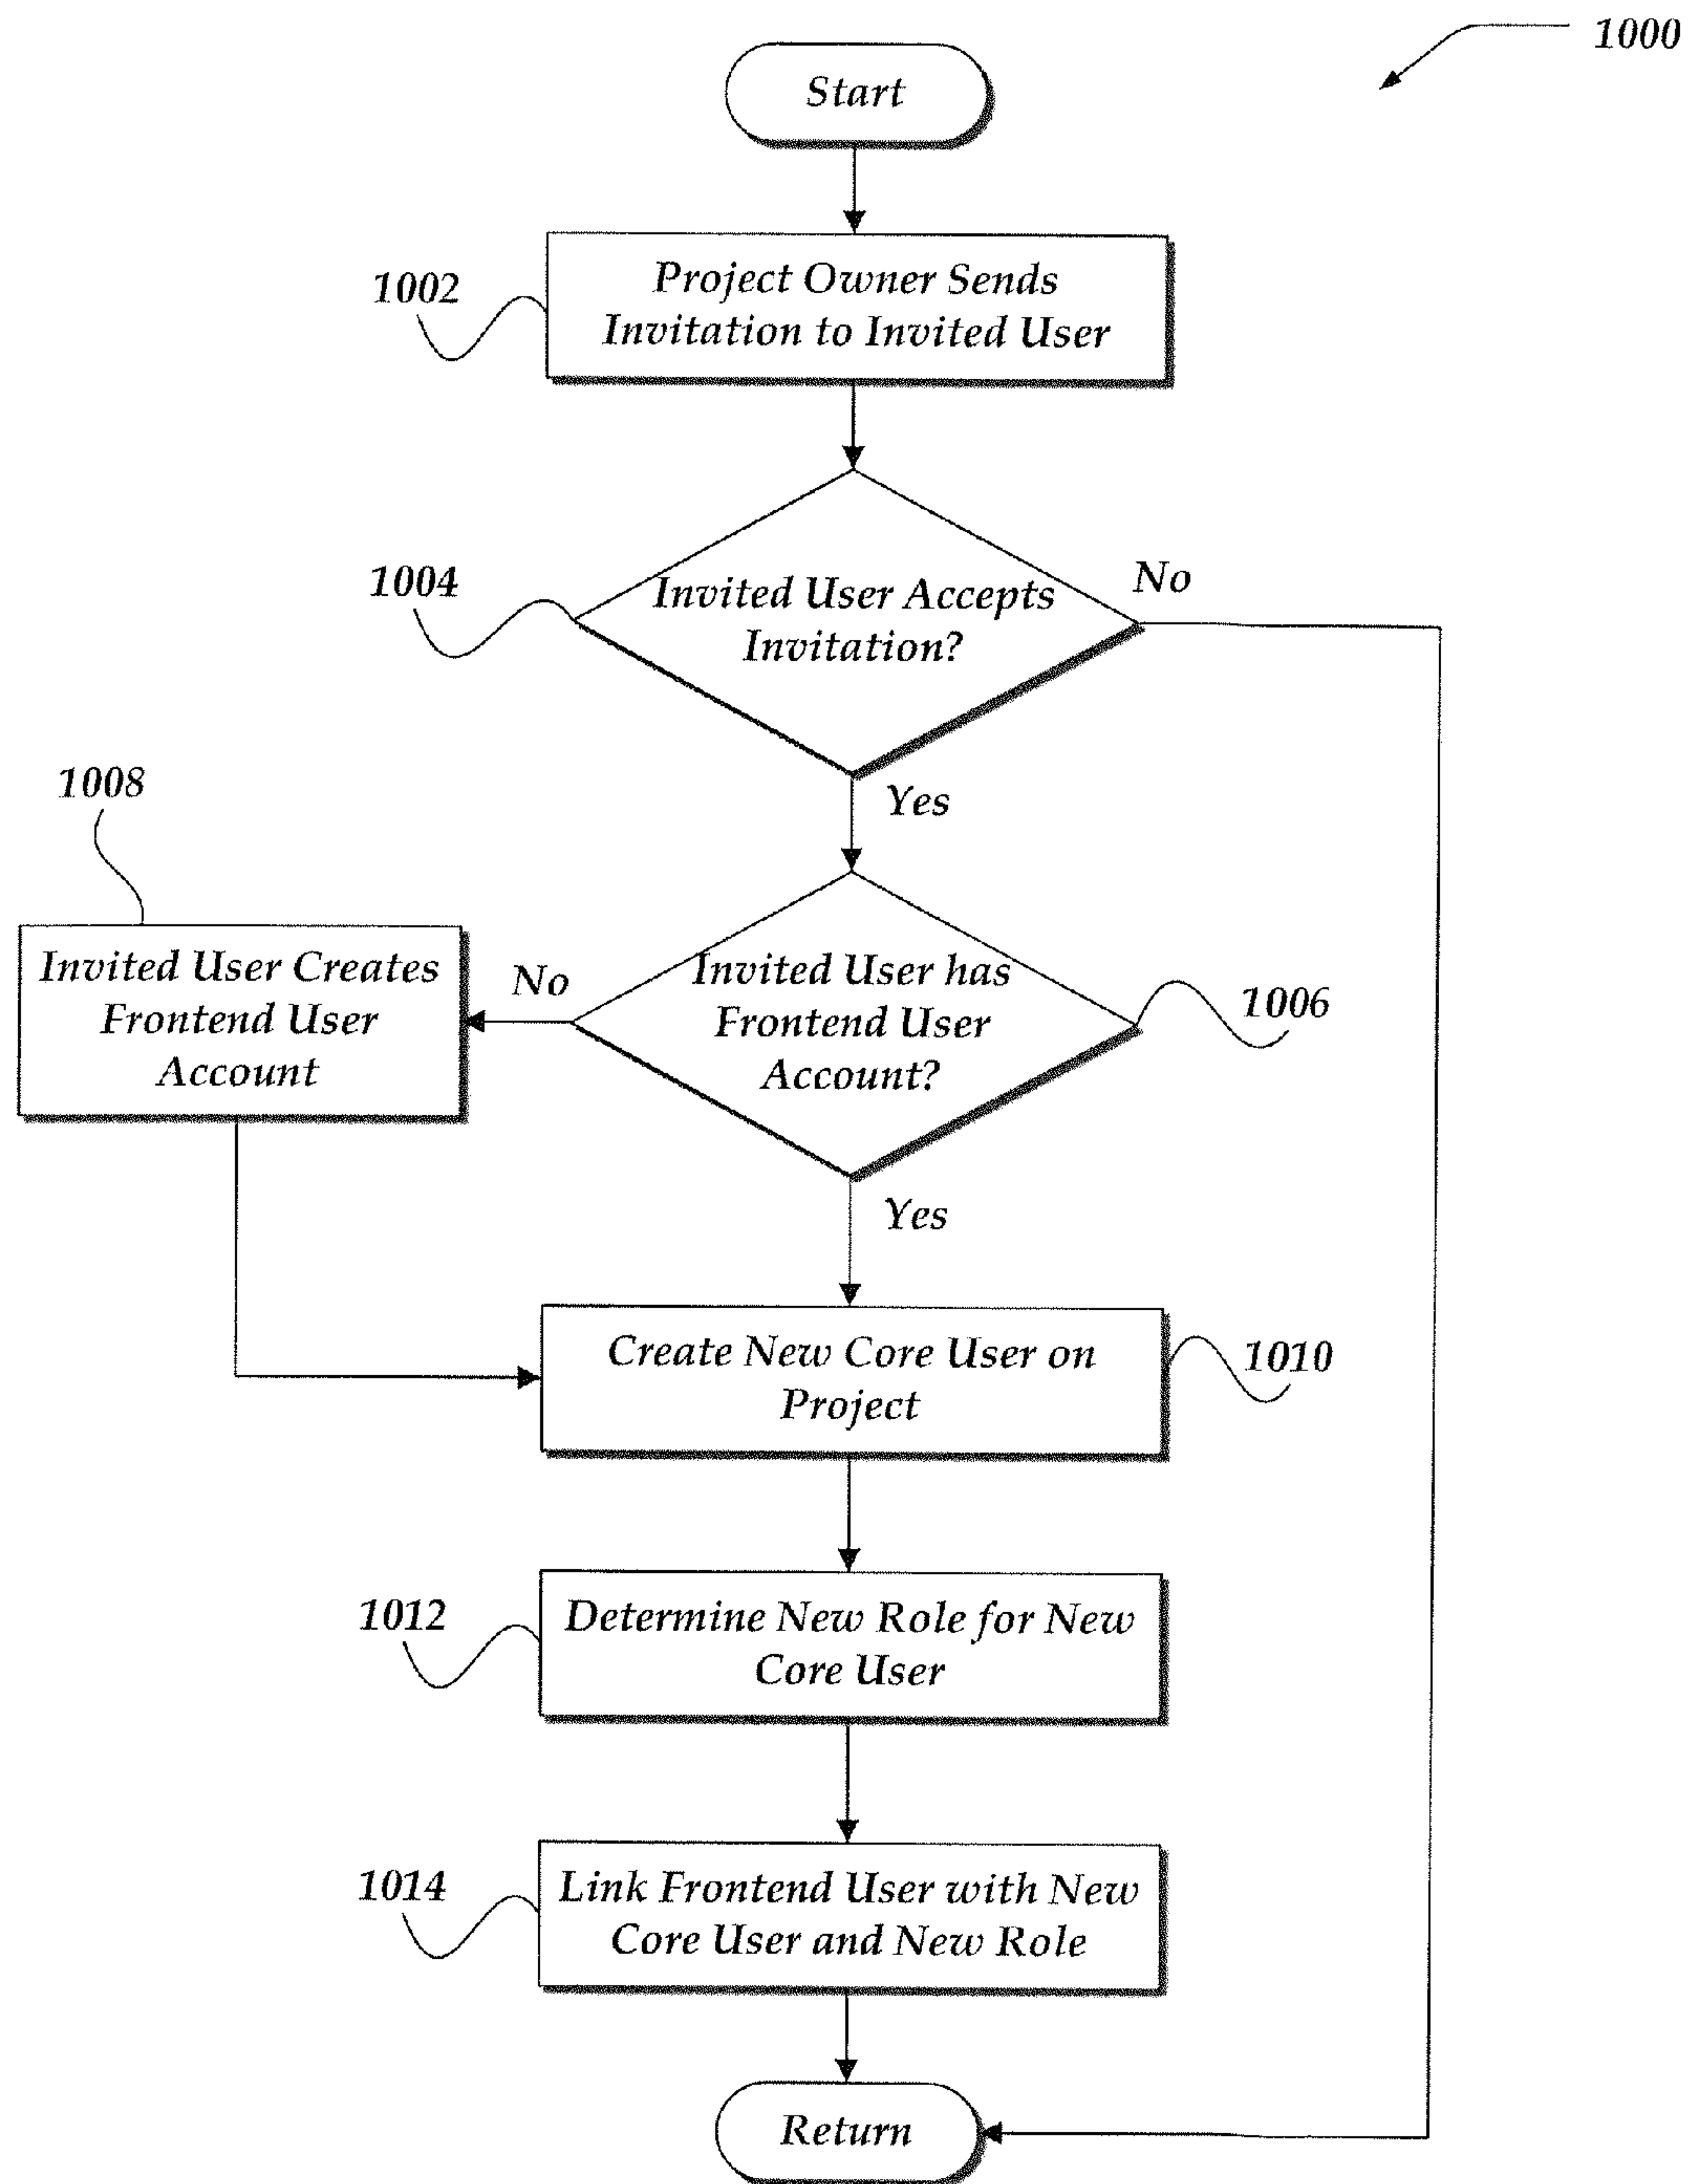 1000
Start
1002
Project Owner Sends
Invitation to Invited User
1004
Invited User Accepts
Invitation?
No
Yes
1008
Invited User Creates
Frontend User
Account
No
Invited User has
Frontend User
Account?
1006
Yes
Create New Core User on
Project
1010
1012
Determine New Role for New
Core User
1014
Link Frontend User with New
Core User and New Role
Return